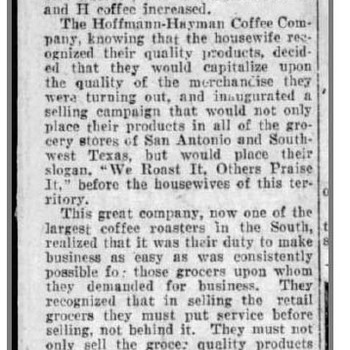 and H coffee increased.
The Hoffmann-Hayman Coffee Com-
pany, knowing that the housewife rec-
ognized their quality products, decid-
ed that they would capitalize upon
the quality of the merchandise they
were turning out, and inaugurated a
selling campaign that would not only
place their products in all of the gro-
cery stores of San Antonio and South-
west Texas, but would place their
slogan, "We Roast It, Others Praise
It," before the housewives of this ter-
ritory.
This great company, now one of the
largest coffee roasters in the South,
realized that it was their duty to make
business as easy as was consistently
possible for those grocers upon whom
they demanded for business. They
recognized that in selling the retail
grocers they must put service before
selling, not behind it. They must not
only sell the grocer quality products